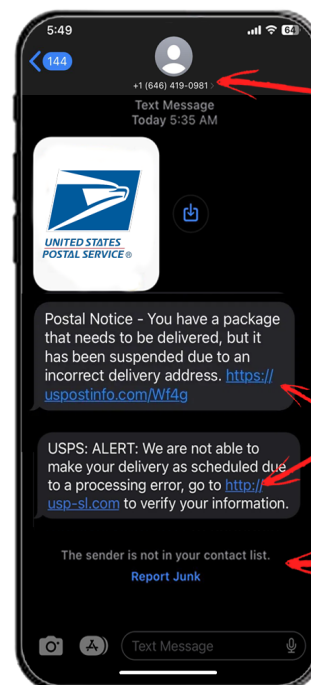 5:49
64
144
+1 (646) 419-0981 >
Text Message
Today 5:35 AM
UNITED STATES
POSTAL SERVICE®
Postal Notice - You have a package
that needs to be delivered, but it
has been suspended due to an
incorrect delivery address. https://
uspostinfo.com/Wf4g
USPS: ALERT: We are not able to
make your delivery as scheduled due
to a processing error, go to http://
usp-sl.com to verify your information.
The sender is not in your contact list.
Report Junk
Text Message